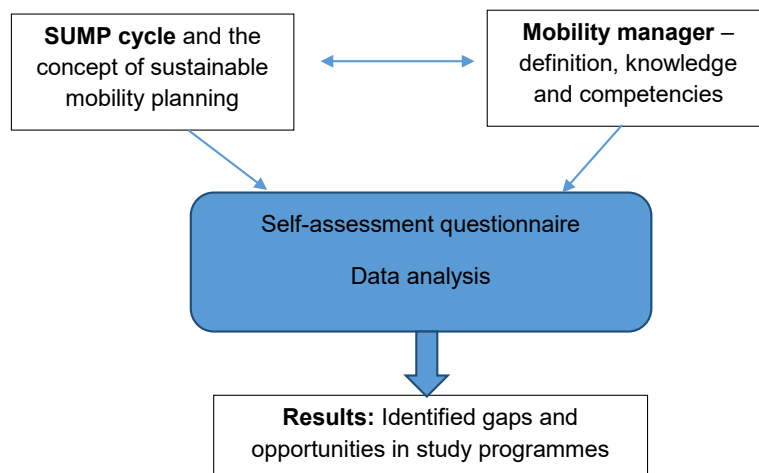 SUMP cycle and the
concept of sustainable
mobility planning
Mobility manager –
definition, knowledge
and competencies
Self-assessment questionnaire
Data analysis
Results: Identified gaps and
opportunities in study programmes